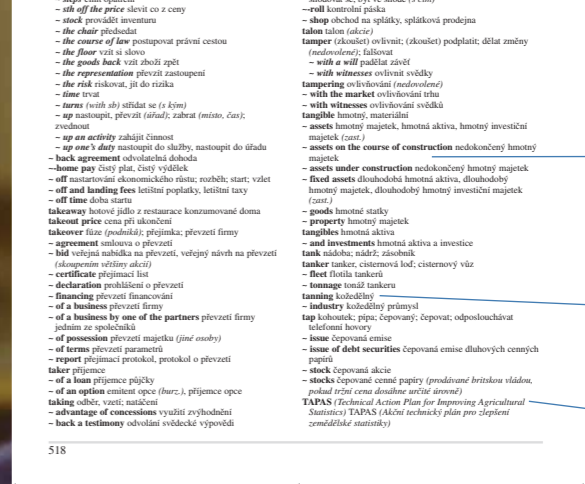 ~ sth off the price slevit co z ceny
~ stock provádět inventuru
~ the chair předsedat
~ the course of law postupovat právní cestou
~ the floor vzít si slovo
~ the goods back vzít zboží zpět
~ the representation převzít zastoupení
~ the risk riskovat, jít do rizika
~ time trvat
~ turns (with sb) střídat se (s kým)
~ up nastoupit, převzít (úřad); zabrat (místo, čas);
zvednout
~ up an activity zahájit činnost
~ up one's duty nastoupit do služby, nastoupit do úřadu
~ back agreement odvolatelná dohoda
~-home pay čistý plat, čistý výdělek
~ off nastartování ekonomického růstu; rozběh; start; vzlet
~ off and landing fees letištní poplatky, letištní taxy
~ off time doba startu
takeaway hotové jídlo z restaurace konzumované doma
takeout price cena při ukončení
takeover fúze (podniků); přejímka; převzetí firmy
~ agreement smlouva o převzetí
~ bid veřejná nabídka na převzetí, veřejný návrh na převzetí
(skoupením většiny akcií)
~ certificate přejímací list
~ declaration prohlášení o převzetí
~ financing převzetí financování
~ of a business převzetí firmy
~ of a business by one of the partners převzetí firmy
jedním ze společníků
~ of possession převzetí majetku (jiné osoby)
~ of terms převzetí parametrů
~ report přejímací protokol, protokol o převzetí
taker příjemce
~ of a loan příjemce půjčky
~ of an option emitent opce (burz.), příjemce opce
taking odběr, vzetí; natáčení
~ advantage of concessions využití zvýhodnění
~ back a testimony odvolání svědecké výpovědi
518
~-roll kontrolní páska
~ shop obchod na splátky, splátková prodejna
talon talon (akcie)
tamper (zkoušet) ovlivnit; (zkoušet) podplatit; dělat změny
(nedovolené); falšovat
~ with a will padělat závěť
~ with witnesses ovlivnit svědky
tampering ovlivňování (nedovolené)
~ with the market ovlivňování trhu
~ with witnesses ovlivňování svědků
tangible hmotný, materiální
~ assets hmotný majetek, hmotná aktiva, hmotný investiční
majetek (zast.)
~ assets on the course of construction nedokončený hmotný
majetek
~ assets under construction nedokončený hmotný majetek
~ fixed assets dlouhodobá hmotná aktiva, dlouhodobý
hmotný majetek, dlouhodobý hmotný investiční majetek
(zast.)
~ goods hmotné statky
~ property hmotný majetek
tangibles hmotná aktiva
~ and investments hmotná aktiva a investice
tank nádoba; nádrž; zásobník
tanker tanker, cisternová loď; cisternový vůz
~ fleet flotila tankerů
~ tonnage tonáž tankeru
tanning kožedělný
~ industry kožedělný průmysl
tap kohoutek; pípa; čepovaný; čepovat; odposlouchávat
telefonní hovory
~ issue čepovaná emise
~ issue of debt securities čepovaná emise dluhových cenných
papírů
~ stock čepovaná akcie
~ stocks čepované cenné papíry (prodávané britskou vládou,
pokud tržní cena dosáhne určité úrovně)
TAPAS (Technical Action Plan for Improving Agricultural
Statistics) TAPAS (Akční technický plán pro zlepšení
zemědělské statistiky)